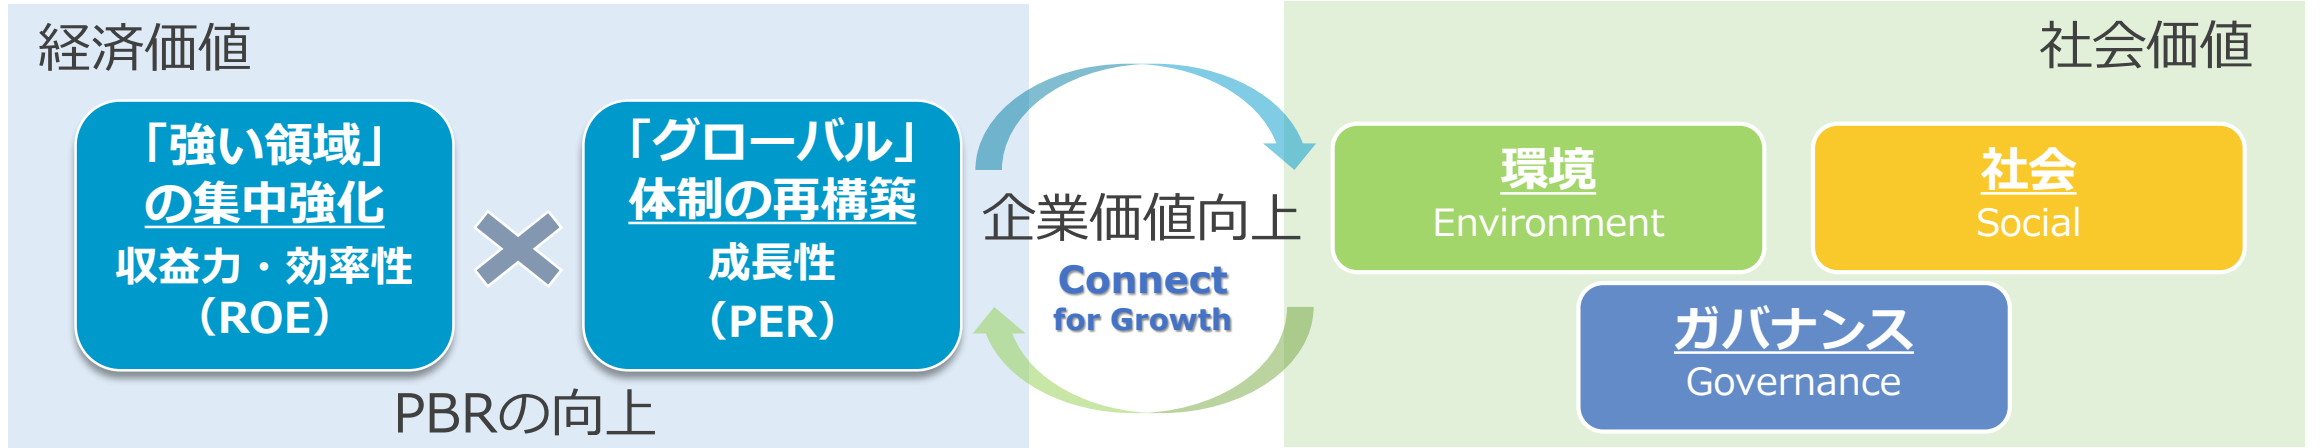 経済価値
「強い領域」
の集中強化
収益力・効率性
（ROE）
「グローバル」
体制の再構築
成長性
（PER）
PBRの向上
企業価値向上
Connect
for Growth
社会価値
環境
Environment
社会
Social
ガバナンス
Governance